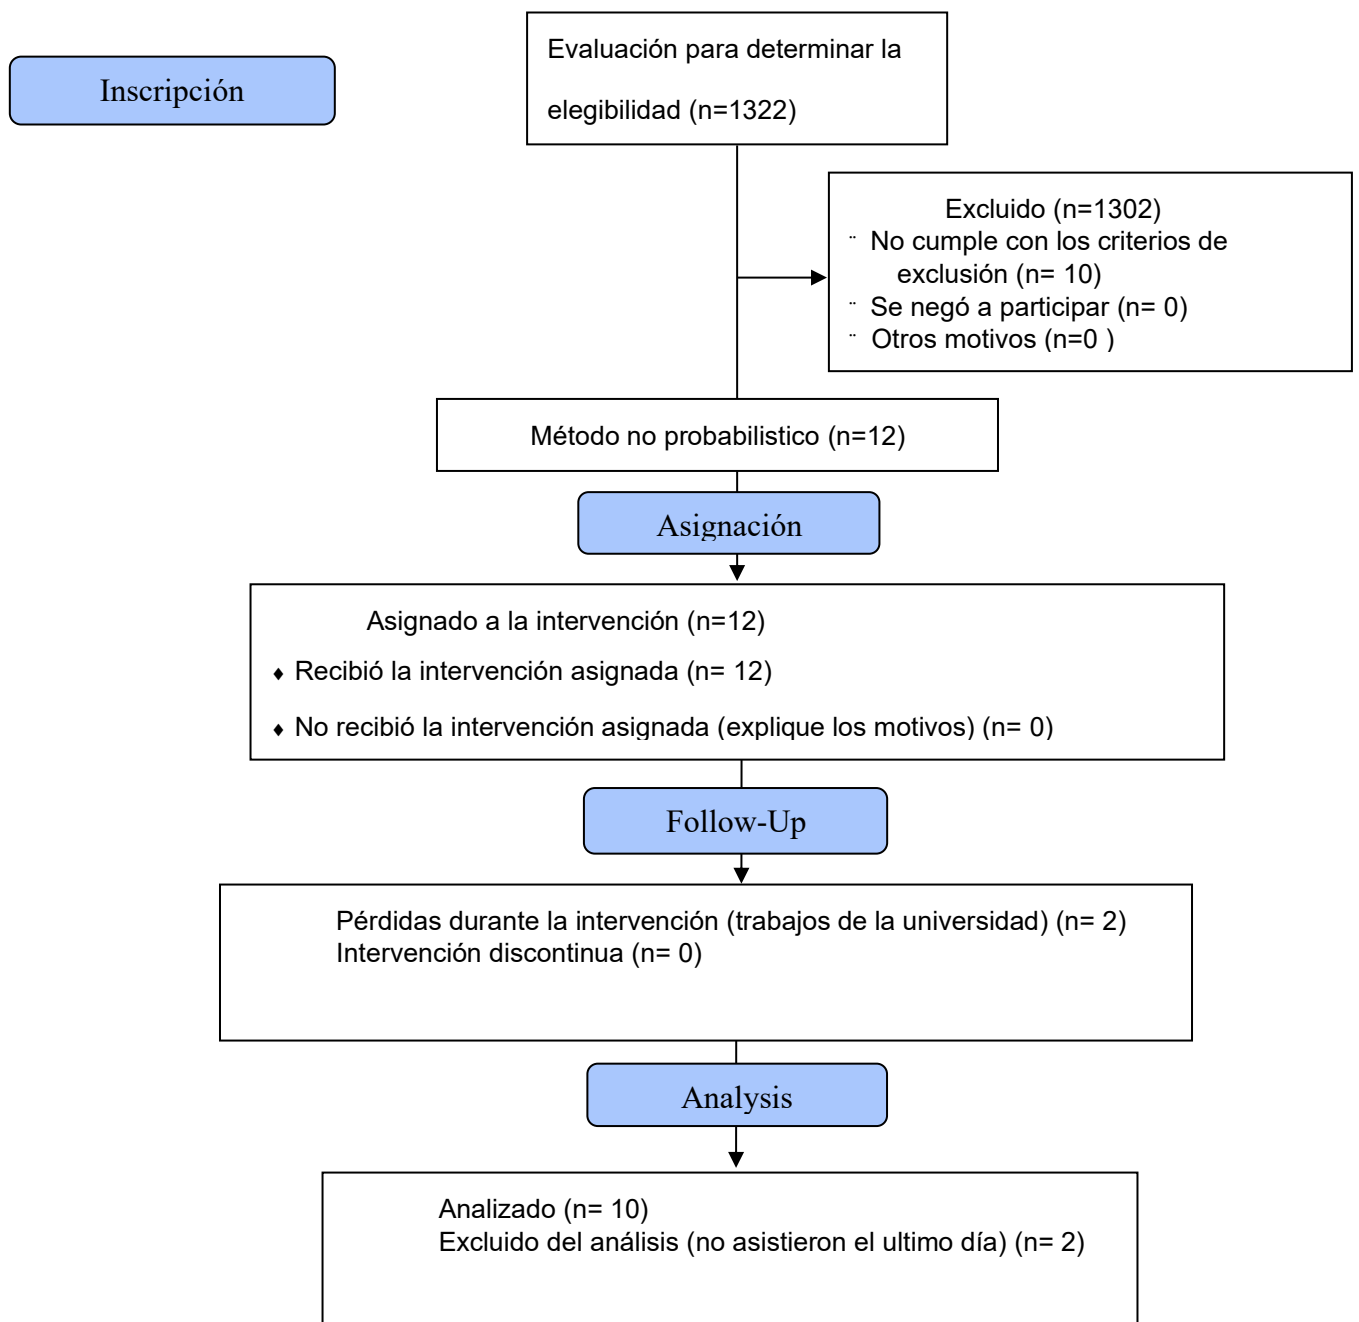 Inscripción
Evaluación para determinar la
elegibilidad (n=1322)
Excluido (n=1302)
¨ No cumple con los criterios de
exclusión (n= 10)
¨ Se negó a participar (n= 0)
¨ Otros motivos (n=0 )
Método no probabilistico (n=12)
Asignación
Asignado a la intervención (n=12)
♦ Recibió la intervención asignada (n= 12)
♦ No recibió la intervención asignada (explique los motivos) (n= 0)
Follow-Up
Pérdidas durante la intervención (trabajos de la universidad) (n= 2)
Intervención discontinua (n= 0)
Analysis
Analizado (n= 10)
Excluido del análisis (no asistieron el ultimo día) (n= 2)